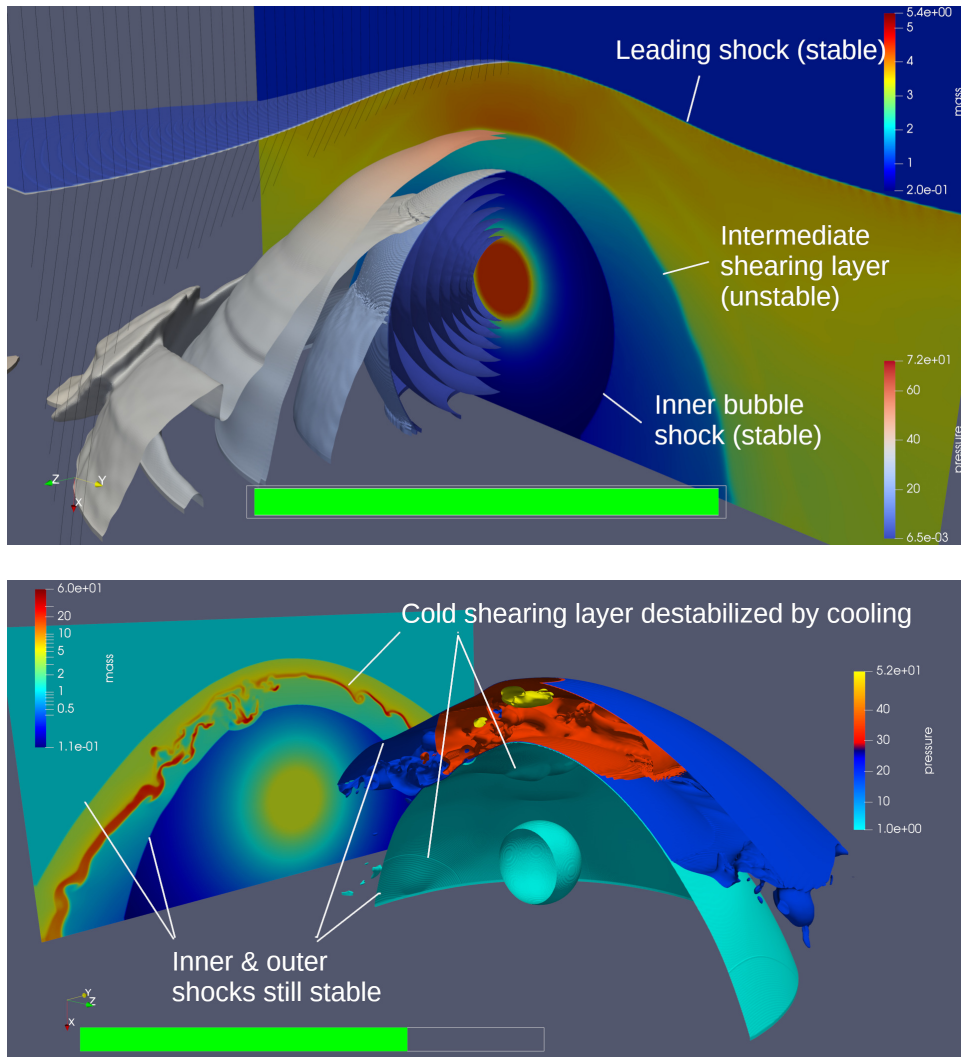 5.4e+00
5
4
3
2
1
2.0e-01
mass
Leading shock (stable)
Intermediate
shearing layer
(unstable)
7.2e+01
60
40
20
6.5e-03
pressure
Inner bubble
shock (stable)
Z
Y
X
6.0e+01
20
10
5
2
1
0.5
1.1e-01
mass
Cold shearing layer destabilized by cooling
5.2e+01
40
30
20
10
1.0e+00
pressure
Inner & outer
shocks still stable
Y
Z
X